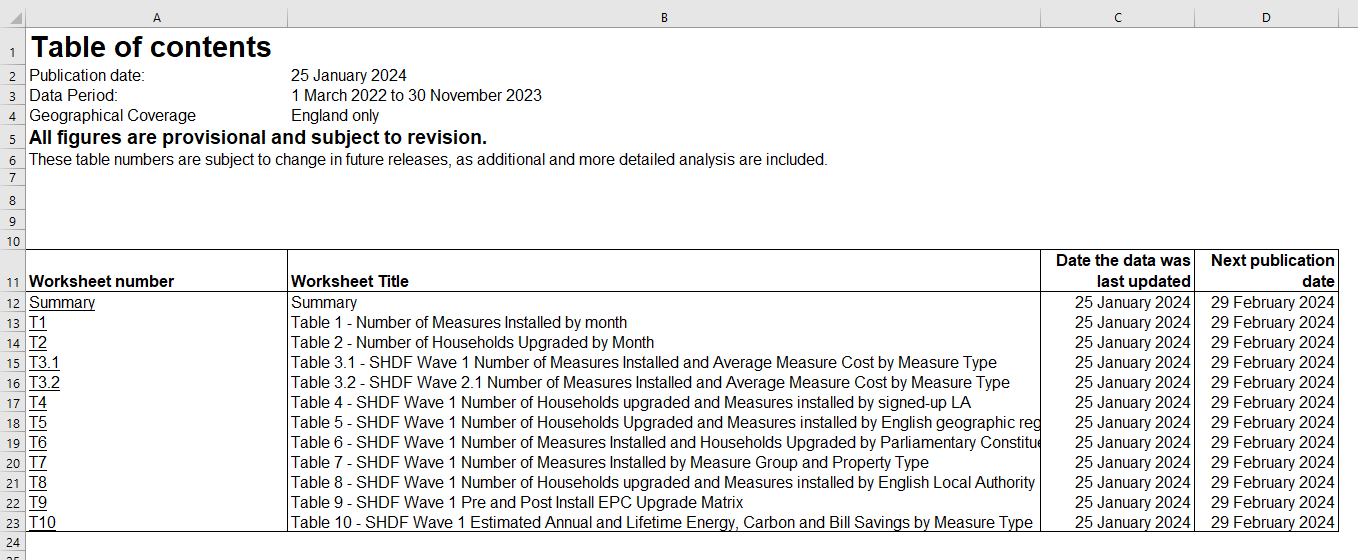 A B C D
1 Table of contents
2 Publication date: 25 January 2024
3 Data Period: 1 March 2022 to 30 November 2023
4 Geographical Coverage England only
5 All figures are provisional and subject to revision.
6 These table numbers are subject to change in future releases, as additional and more detailed analysis are included.
7
8
9
10
Date the data was Next publication
11 Worksheet number Worksheet Title last updated date
12 Summary Summary 25 January 2024 29 February 2024
13 T1 Table 1 - Number of Measures Installed by month 25 January 2024 29 February 2024
14 T2 Table 2 - Number of Households Upgraded by Month 25 January 2024 29 February 2024
15 T3.1 Table 3.1 - SHDF Wave 1 Number of Measures Installed and Average Measure Cost by Measure Type 25 January 2024 29 February 2024
16 T3.2 Table 3.2 - SHDF Wave 2.1 Number of Measures Installed and Average Measure Cost by Measure Type 25 January 2024 29 February 2024
17 T4 Table 4 - SHDF Wave 1 Number of Households upgraded and Measures installed by signed-up LA 25 January 2024 29 February 2024
18 T5 Table 5 - SHDF Wave 1 Number of Households Upgraded and Measures installed by English geographic reg 25 January 2024 29 February 2024
19 T6 Table 6 - SHDF Wave 1 Number of Measures Installed and Households Upgraded by Parliamentary Constitue 25 January 2024 29 February 2024
20 T7 Table 7 - SHDF Wave 1 Number of Measures Installed by Measure Group and Property Type 25 January 2024 29 February 2024
21 T8 Table 8 - SHDF Wave 1 Number of Households upgraded and Measures installed by English Local Authority 25 January 2024 29 February 2024
22 T9 Table 9 - SHDF Wave 1 Pre and Post Install EPC Upgrade Matrix 25 January 2024 29 February 2024
23 T10 Table 10 - SHDF Wave 1 Estimated Annual and Lifetime Energy, Carbon and Bill Savings by Measure Type 25 January 2024 29 February 2024
24